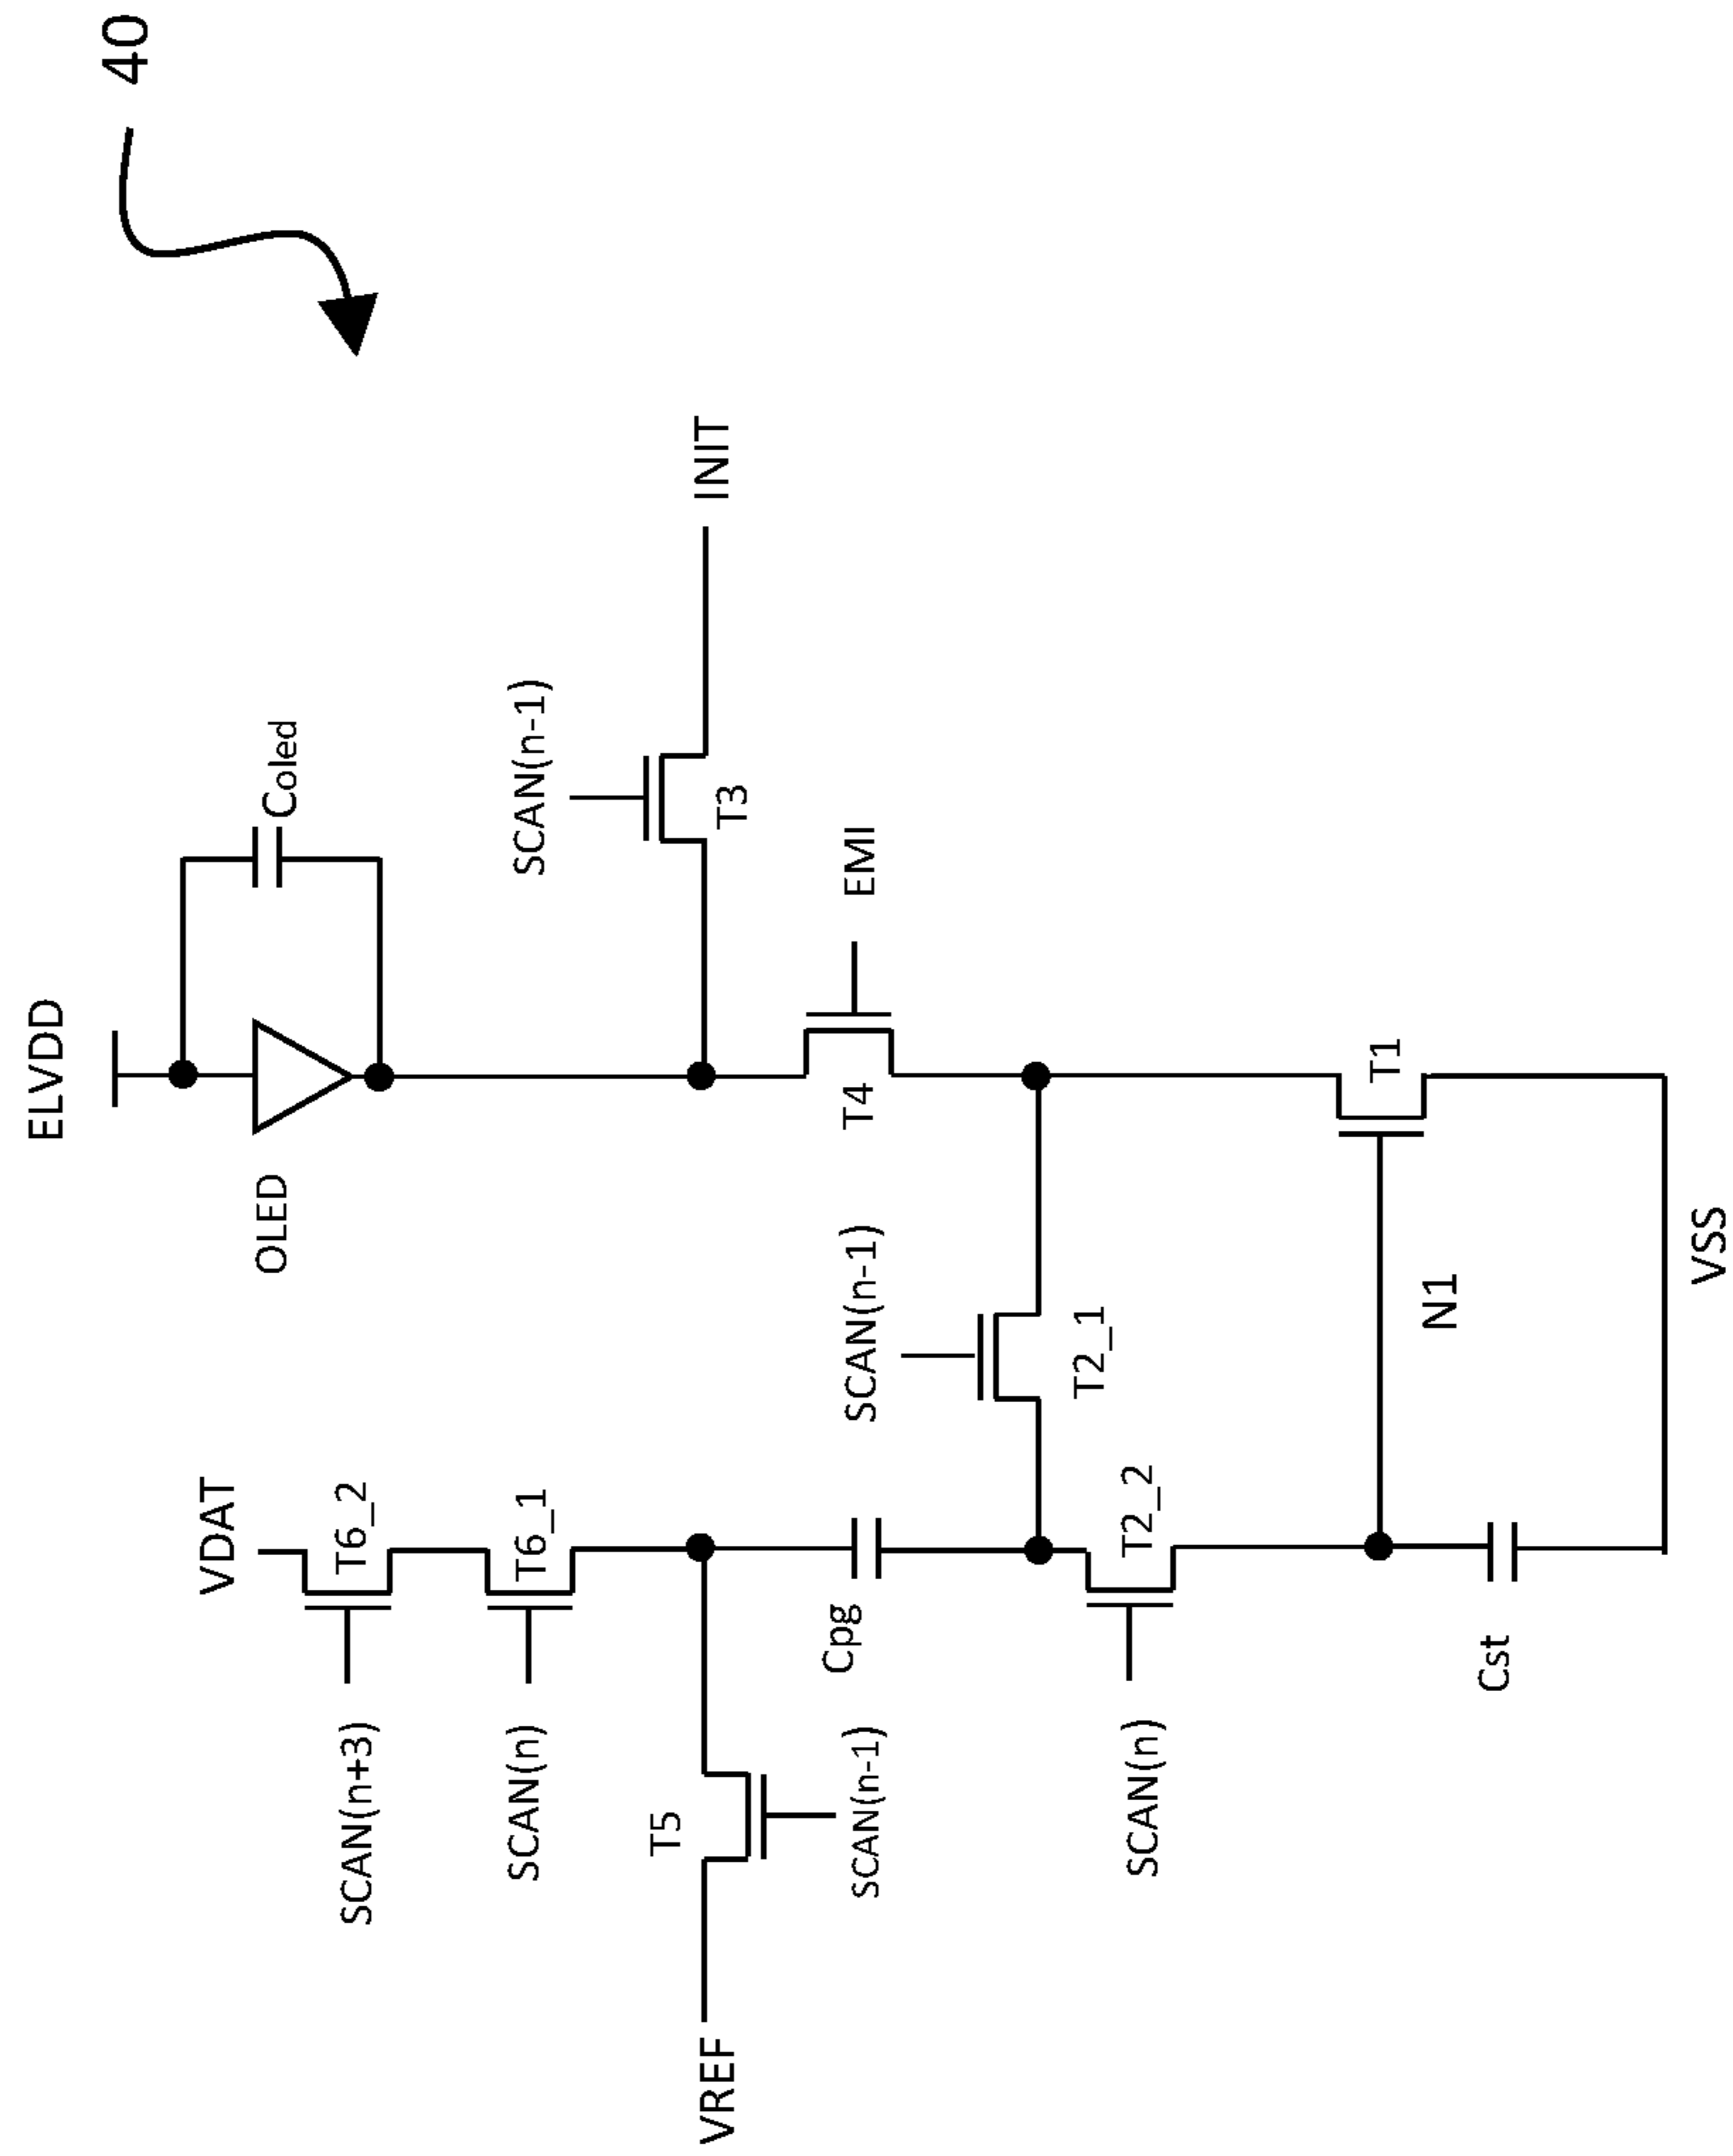 40
ELVDD
OLED
Coled
SCAN(n-1)
T3
INIT
VDAT
T6_2
SCAN(n+3)
T6_1
SCAN(n)
T5
VREF
SCAN(n-1)
Cpg
T4
EMI
SCAN(n-1)
T2_1
T2_2
SCAN(n)
T1
N1
Cst
VSS